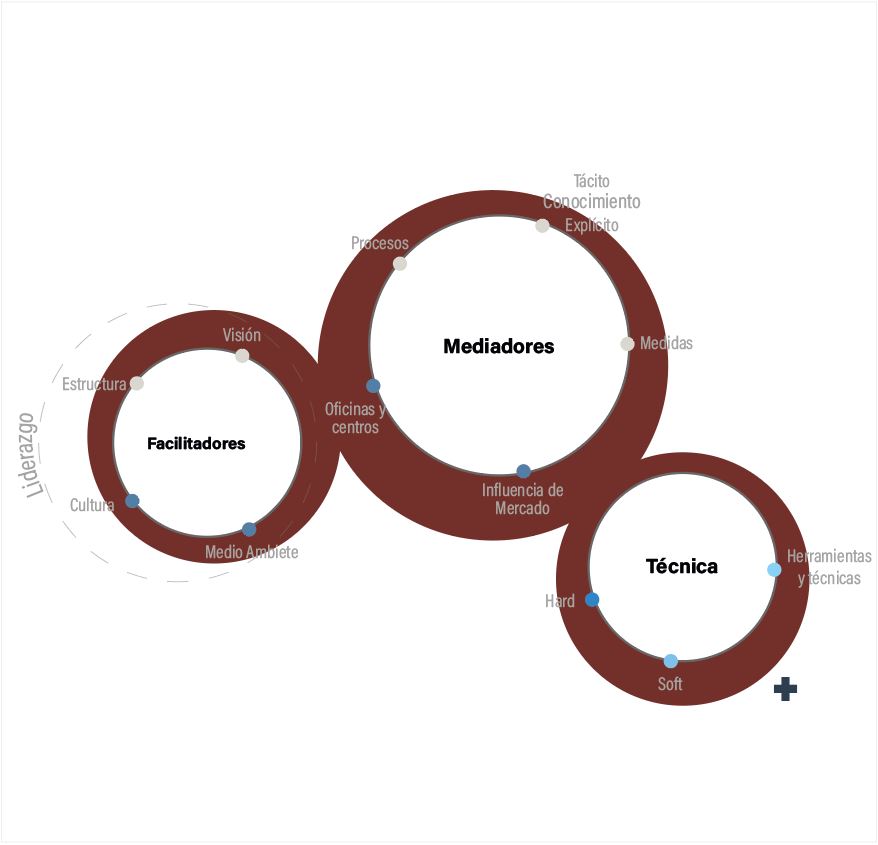 Tácito
Conocimiento
Explícito
Procesos
Mediadores
Medidas
Oficinas y
centros
Influencia de
Mercado
Liderazgo
Visión
Estructura
Facilitadores
Cultura
Medio Ambiete
Técnica
Herramientas
y técnicas
Hard
Soft